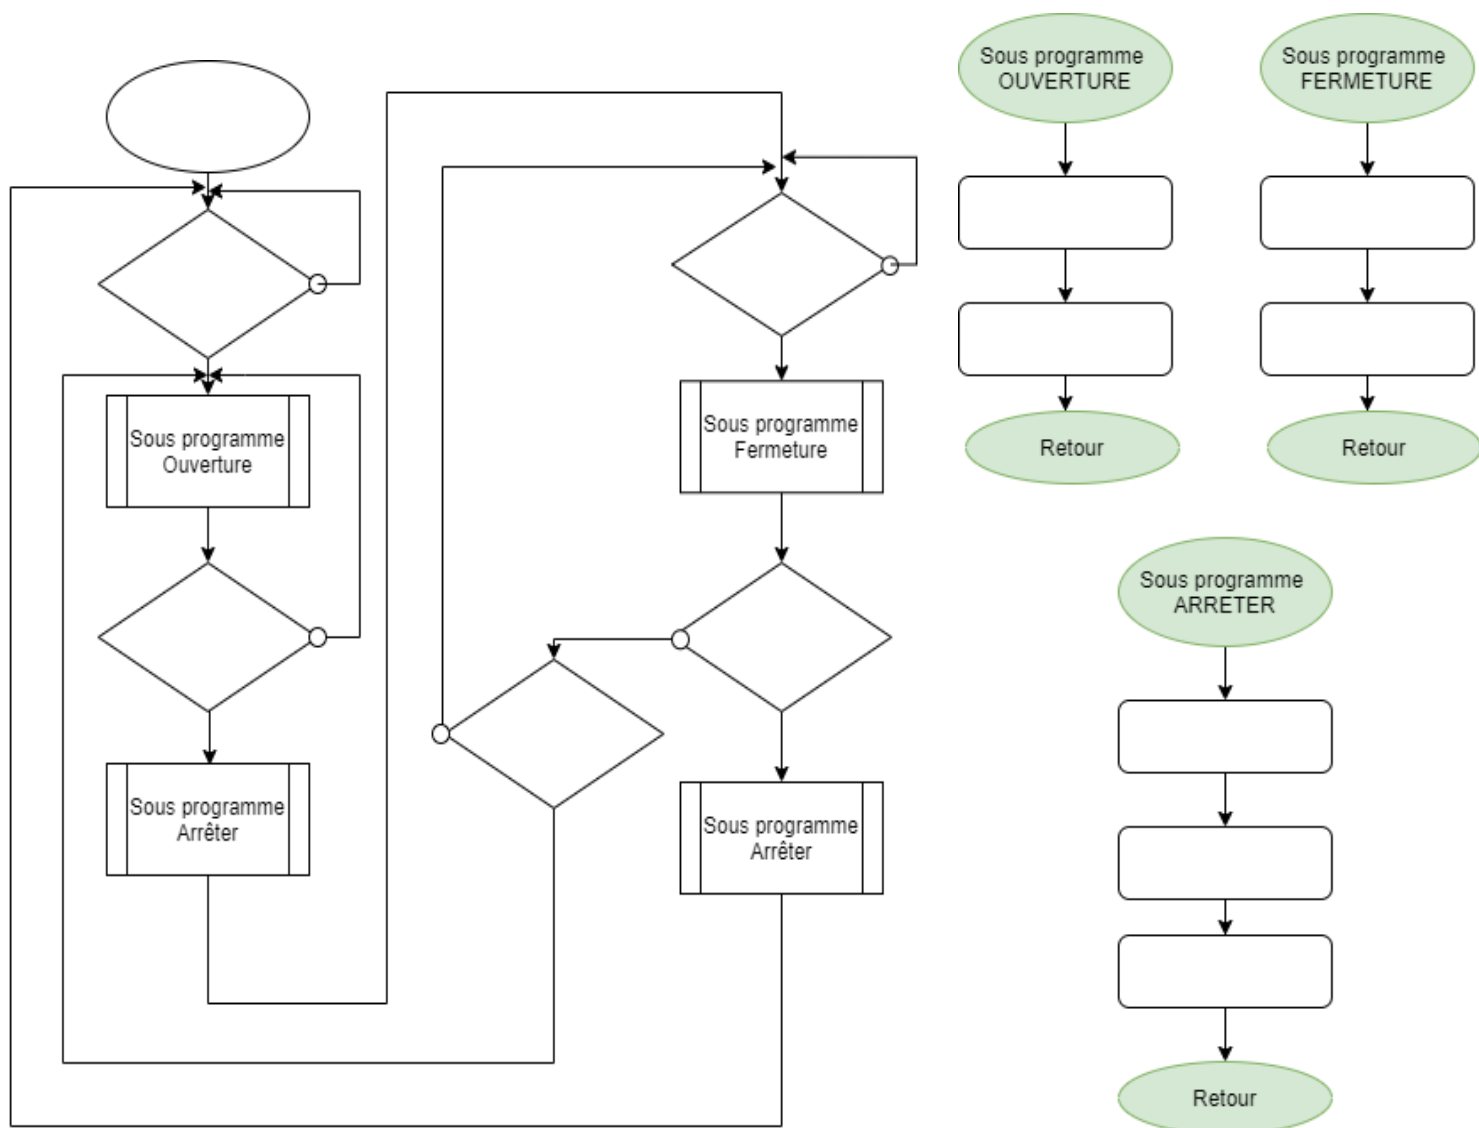 Sous programme
OUVERTURE
Sous programme
FERMETURE
Sous programme
Ouverture
Sous programme
Fermeture
Retour
Retour
Sous programme
ARRETER
Sous programme
Arrêter
Sous programme
Arrêter
Retour